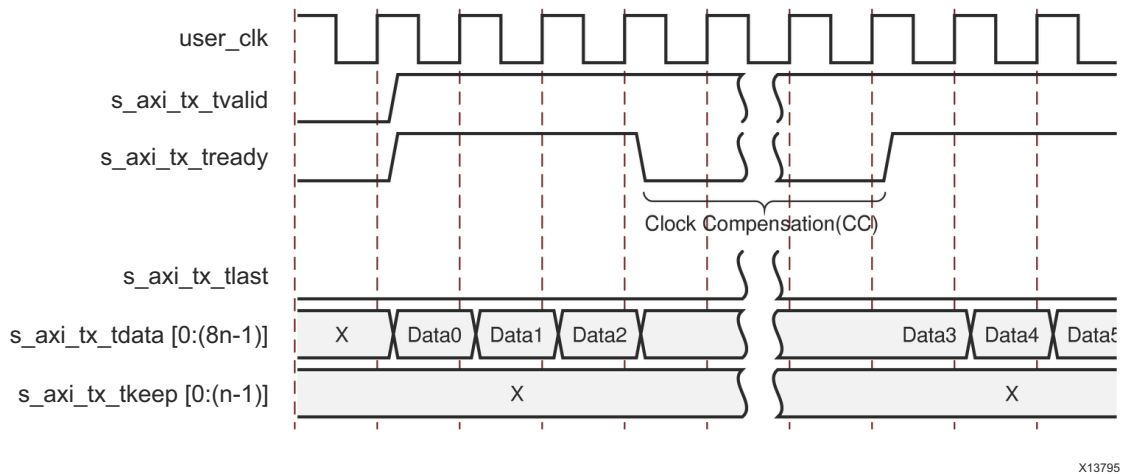 user_clk
s_axi_tx_tvalid
s_axi_tx_tready
Clock Compensation(CC)
s_axi_tx_tlast
s_axi_tx_tdata [0:(8n-1)] X Data0 Data1 Data2 Data3 Data4 Data5
s_axi_tx_tkeep [0:(n-1)] X X
X13795